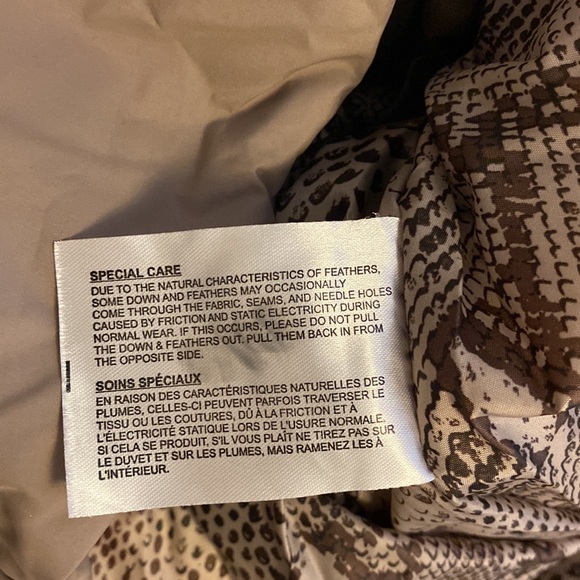 SPECIAL CARE
DUE TO THE NATURAL CHARACTERISTICS OF FEATHERS,
SOME DOWN AND FEATHERS MAY OCCASIONALLY
COME THROUGH THE FABRIC, SEAMS, AND NEEDLE HOLES
CAUSED BY FRICTION AND STATIC ELECTRICITY DURING
NORMAL WEAR. IF THIS OCCURS, PLEASE DO NOT PULL
THE DOWN & FEATHERS OUT. PULL THEM BACK IN FROM
THE OPPOSITE SIDE.
SOINS SPÉCIAUX
EN RAISON DES CARACTÉRISTIQUES NATURELLES DES
PLUMES, CELLES-CI PEUVENT PARFOIS TRAVERSER LE
TISSU OU LES COUTURES, DÛ À LA FRICTION ET À
L'ÉLECTRICITÉ STATIQUE LORS DE L'USURE NORMALE.
SI CELA SE PRODUIT, S'IL VOUS PLAÎT NE TIREZ PAS SUR
LE DUVET ET SUR LES PLUMES, MAIS RAMENEZ LES À
L'INTÉRIEUR.